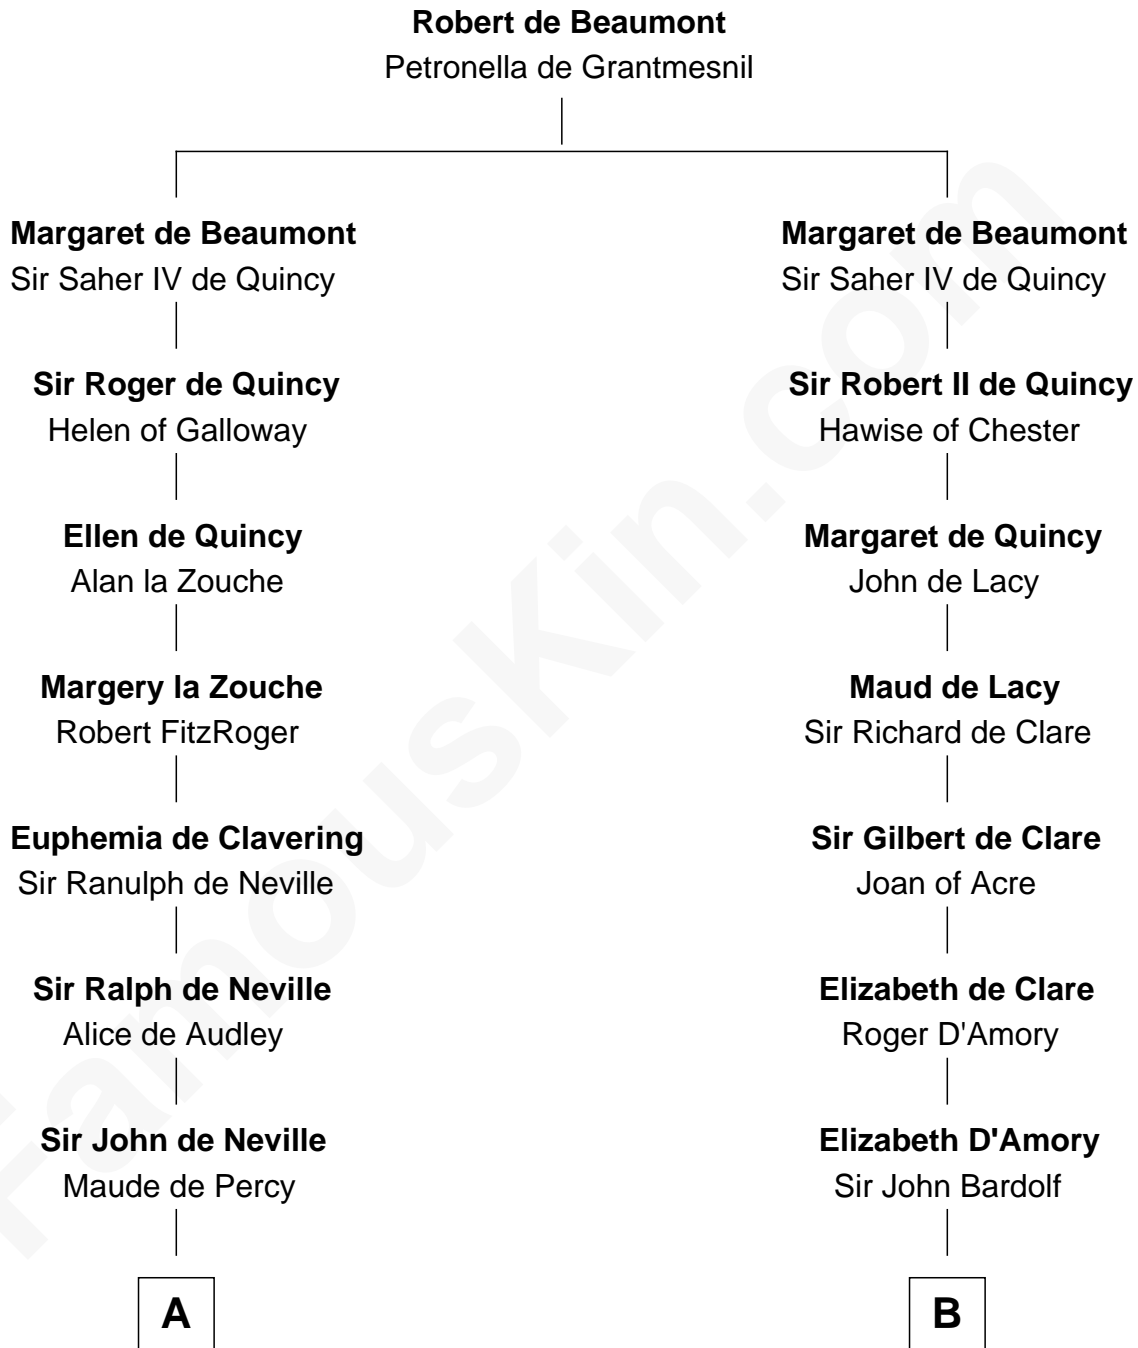 Robert de Beaumont
Petronella de Grantmesnil
Margaret de Beaumont
Sir Saher IV de Quincy
Margaret de Beaumont
Sir Saher IV de Quincy
Sir Roger de Quincy
Helen of Galloway
Sir Robert II de Quincy
Hawise of Chester
Ellen de Quincy
Alan la Zouche
Margaret de Quincy
John de Lacy
Margery la Zouche
Robert FitzRoger
Maud de Lacy
Sir Richard de Clare
Euphemia de Clavering
Sir Ranulph de Neville
Sir Gilbert de Clare
Joan of Acre
Sir Ralph de Neville
Alice de Audley
Elizabeth de Clare
Roger D'Amory
Sir John de Neville
Maude de Percy
Elizabeth D'Amory
Sir John Bardolf
A
B
FamousKin.com